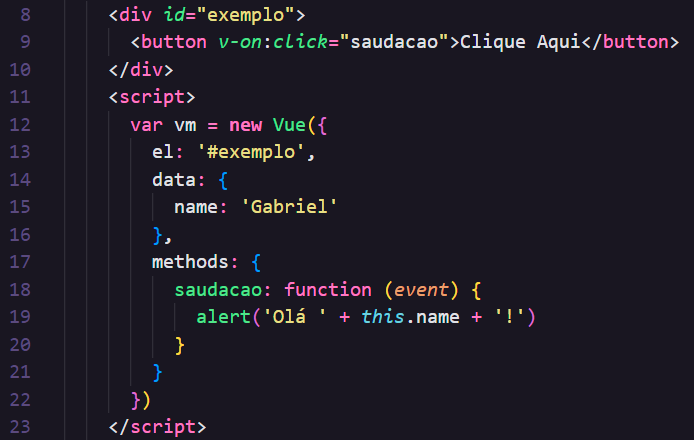 8 <div id="exemplo">
9 <button v-on:click="saudacao">Clique Aqui</button>
10 </div>
11 <script>
12 var vm = new Vue({
13 el: '#exemplo',
14 data: {
15 name: 'Gabriel'
16 },
17 methods: {
18 saudacao: function (event) {
19 alert('Olá ' + this.name + '!')
20 }
21 }
22 })
23 </script>